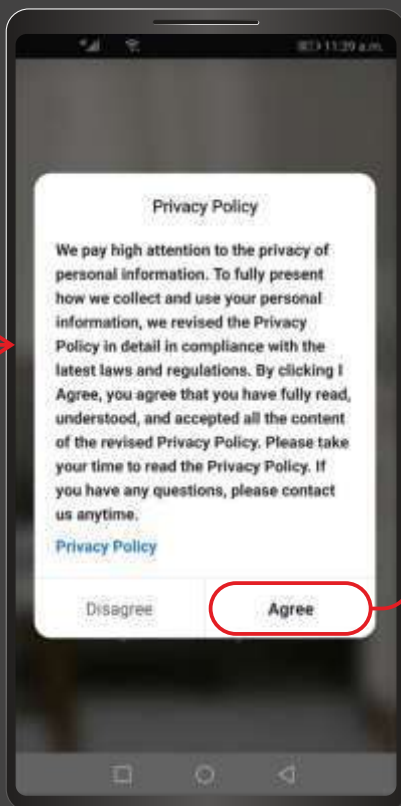 11:39 a.m.
Privacy Policy
We pay high attention to the privacy of
personal information. To fully present
how we collect and use your personal
information, we revised the Privacy
Policy in detail in compliance with the
latest laws and regulations. By clicking I
Agree, you agree that you have fully read,
understood, and accepted all the content
of the revised Privacy Policy. Please take
your time to read the Privacy Policy. If
you have any questions, please contact
us anytime.
Privacy Policy
Disagree Agree